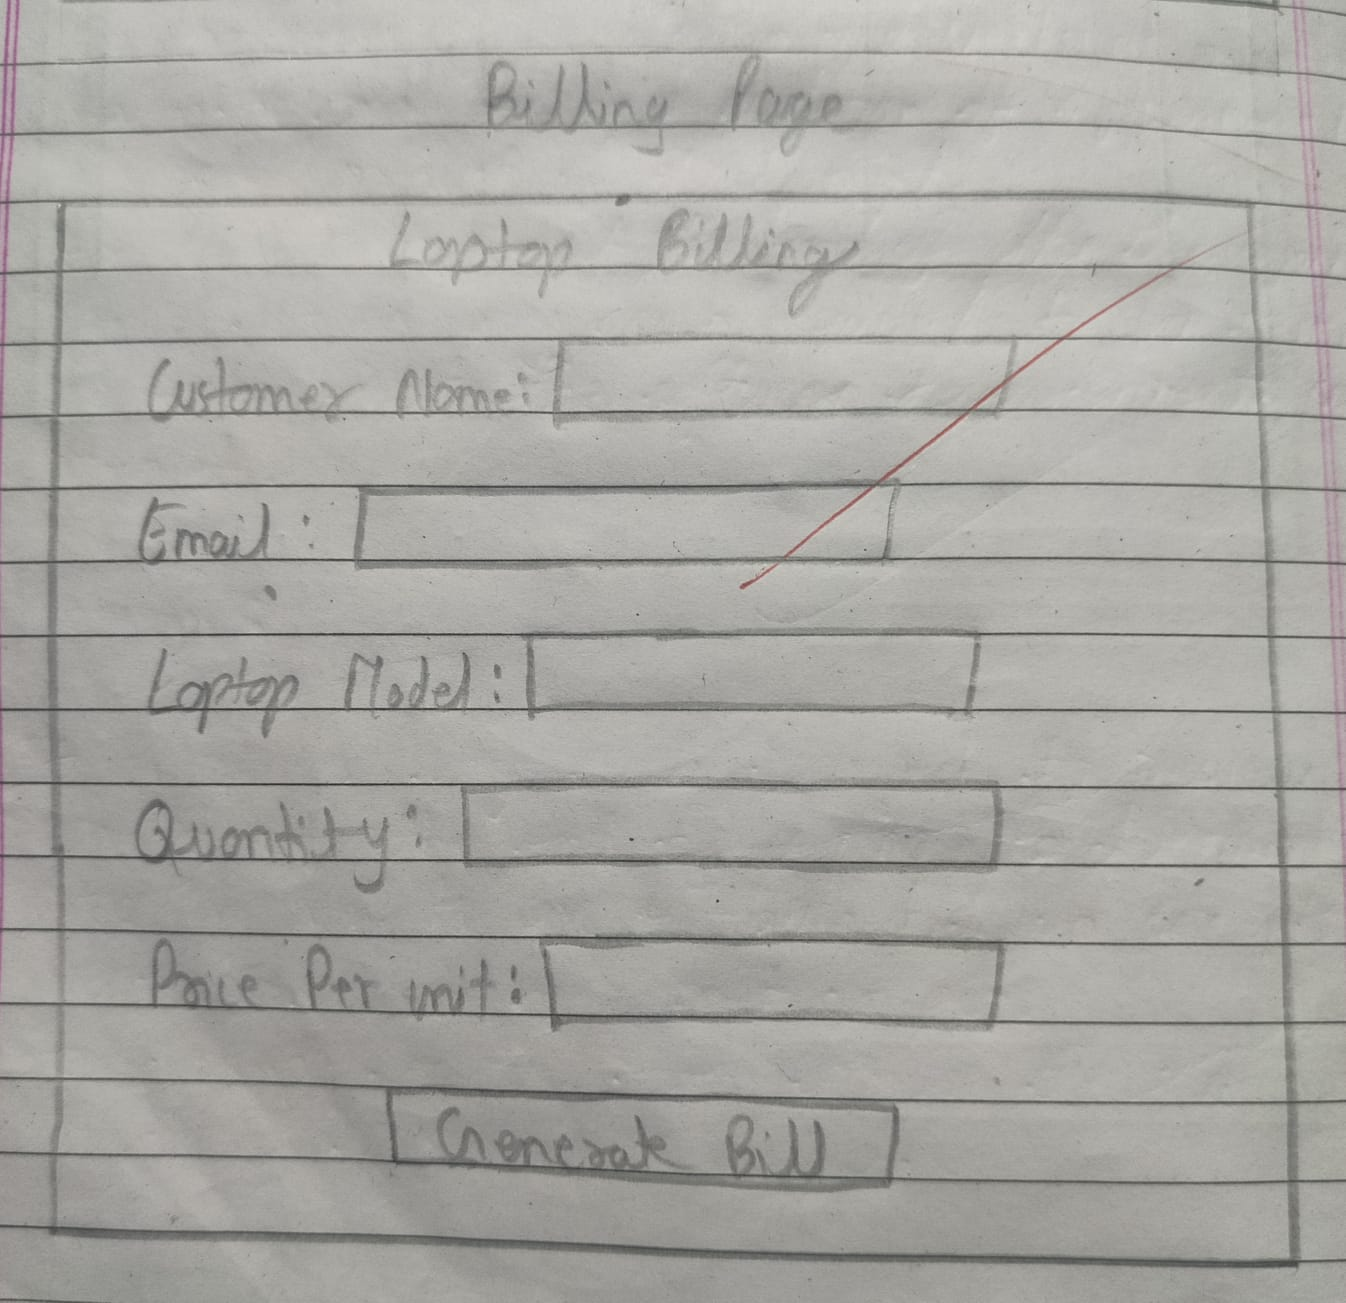 Billing Page
Laptop Billing
Customer Name:
Email :
Laptop Model :
Quantity :
Price Per unit :
Generate Bill